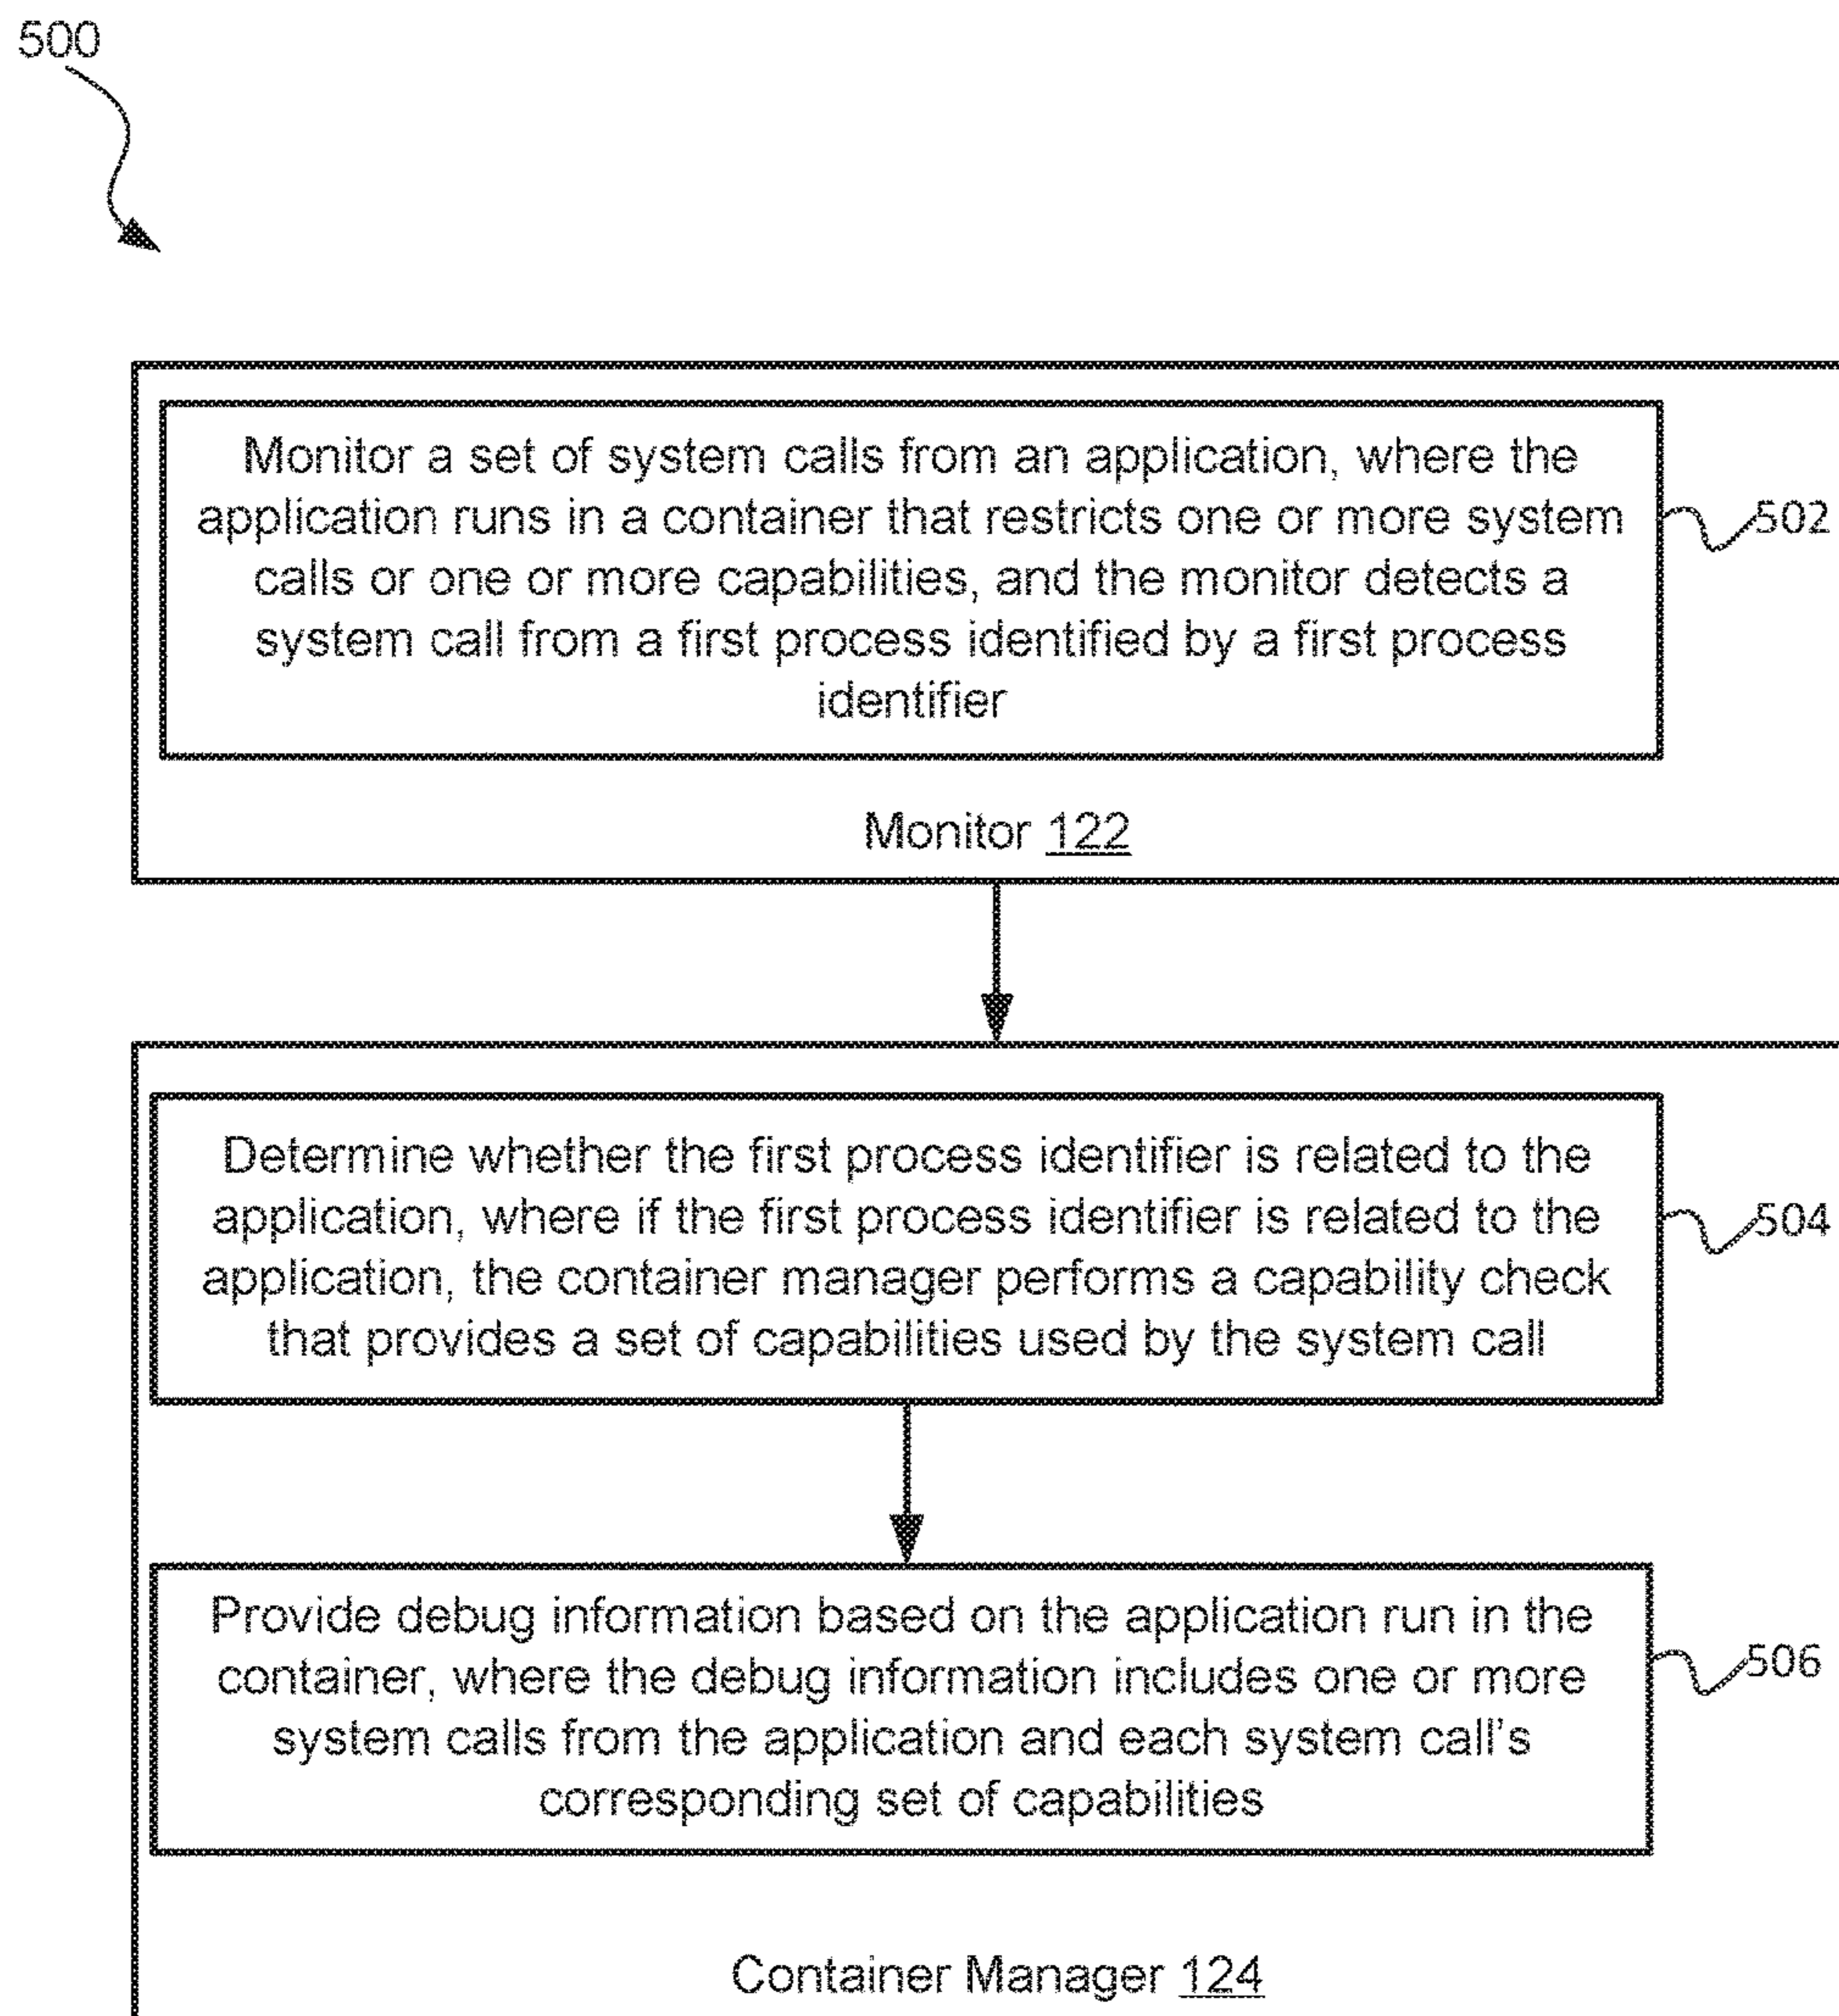 500
Monitor a set of system calls from an application, where the
application runs in a container that restricts one or more system
calls or one or more capabilities, and the monitor detects a
system call from a first process identified by a first process
identifier
502
Monitor 122
Determine whether the first process identifier is related to the
application, where if the first process identifier is related to the
application, the container manager performs a capability check
that provides a set of capabilities used by the system call
504
Provide debug information based on the application run in the
container, where the debug information includes one or more
system calls from the application and each system call's
corresponding set of capabilities
506
Container Manager 124